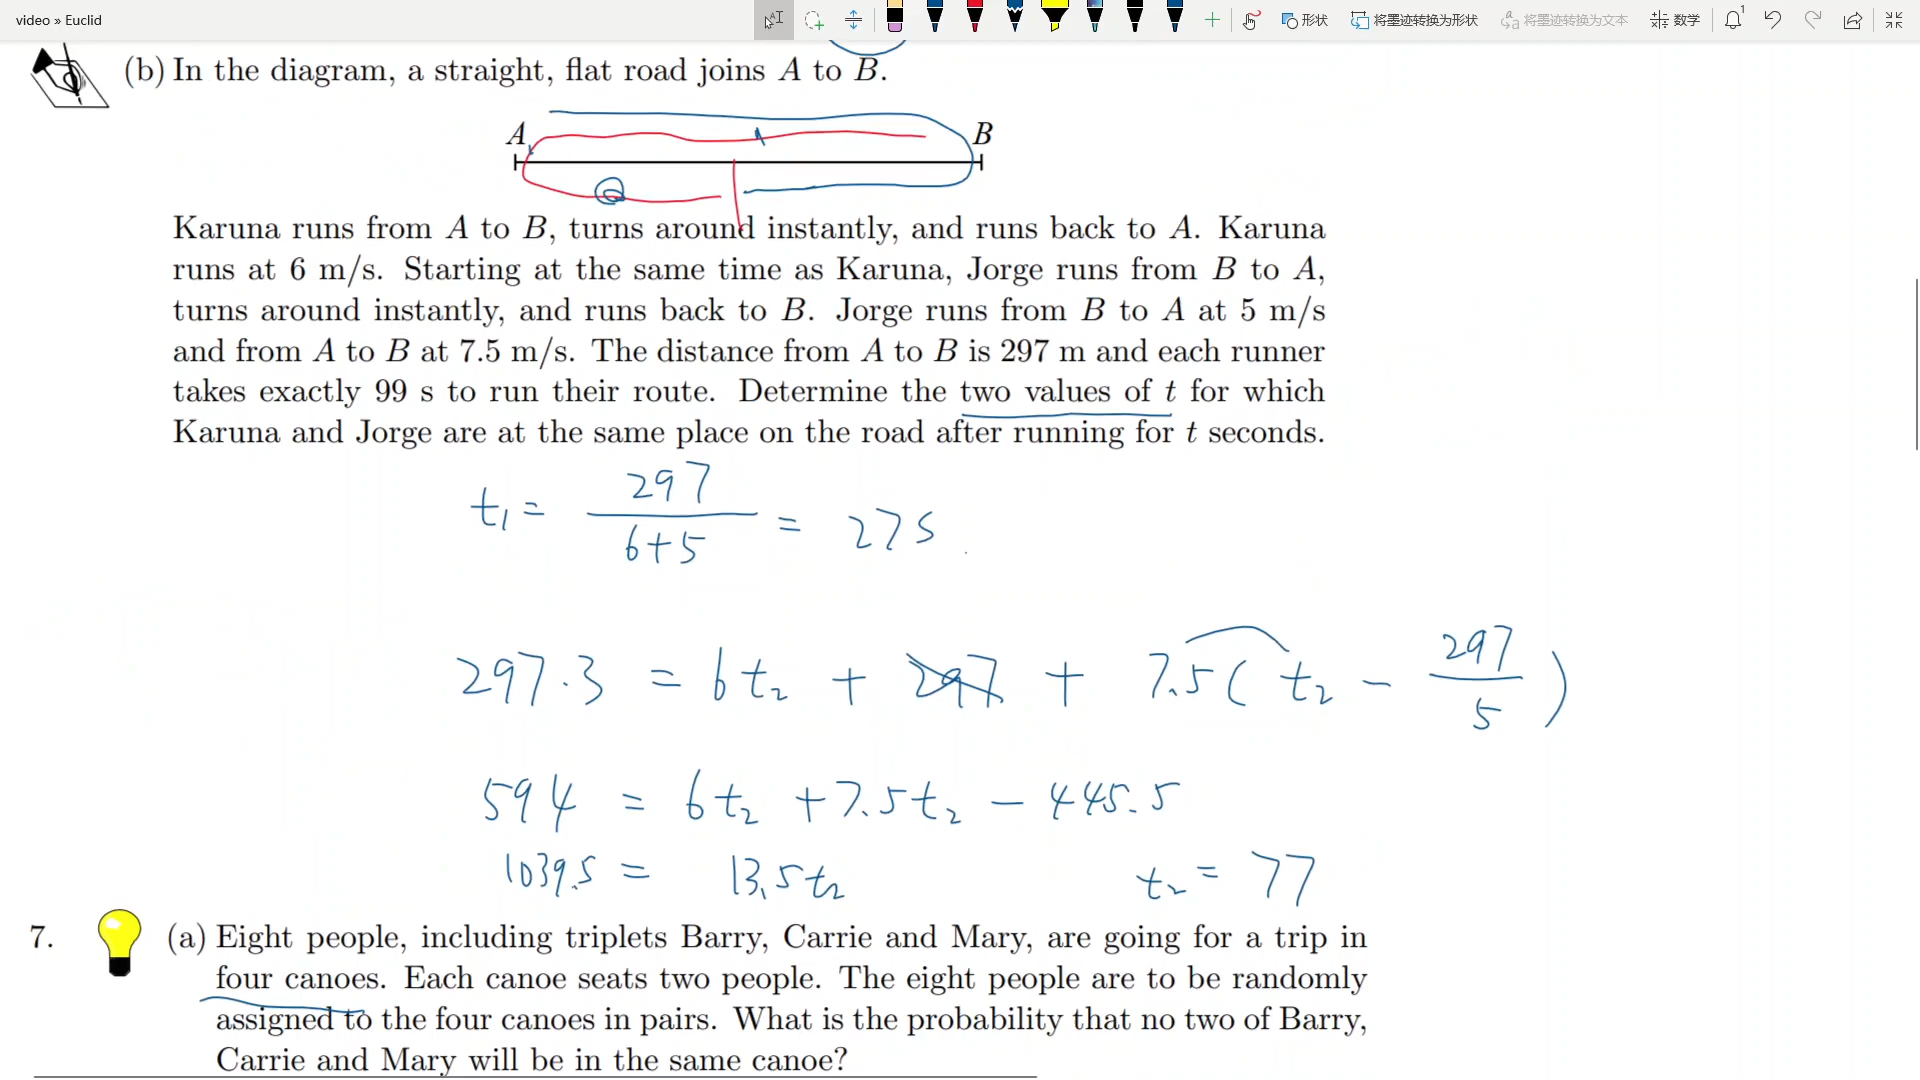 video » Euclid
形状 将墨迹转换为形状 将墨迹转换为文本 数学
(b) In the diagram, a straight, flat road joins A to B.
A B
2
Karuna runs from A to B, turns around instantly, and runs back to A. Karuna
runs at 6 m/s. Starting at the same time as Karuna, Jorge runs from B to A,
turns around instantly, and runs back to B. Jorge runs from B to A at 5 m/s
and from A to B at 7.5 m/s. The distance from A to B is 297 m and each runner
takes exactly 99 s to run their route. Determine the two values of t for which
Karuna and Jorge are at the same place on the road after running for t seconds.
t₁ = 297 / 6+5 = 27 s
297·3 = 6t₂ + 297 + 7.5( t₂ − 297/5 )
594 = 6t₂ + 7.5t₂ − 445.5
1039.5 = 13.5t₂ t₂ = 77
7. (a) Eight people, including triplets Barry, Carrie and Mary, are going for a trip in
four canoes. Each canoe seats two people. The eight people are to be randomly
assigned to the four canoes in pairs. What is the probability that no two of Barry,
Carrie and Mary will be in the same canoe?